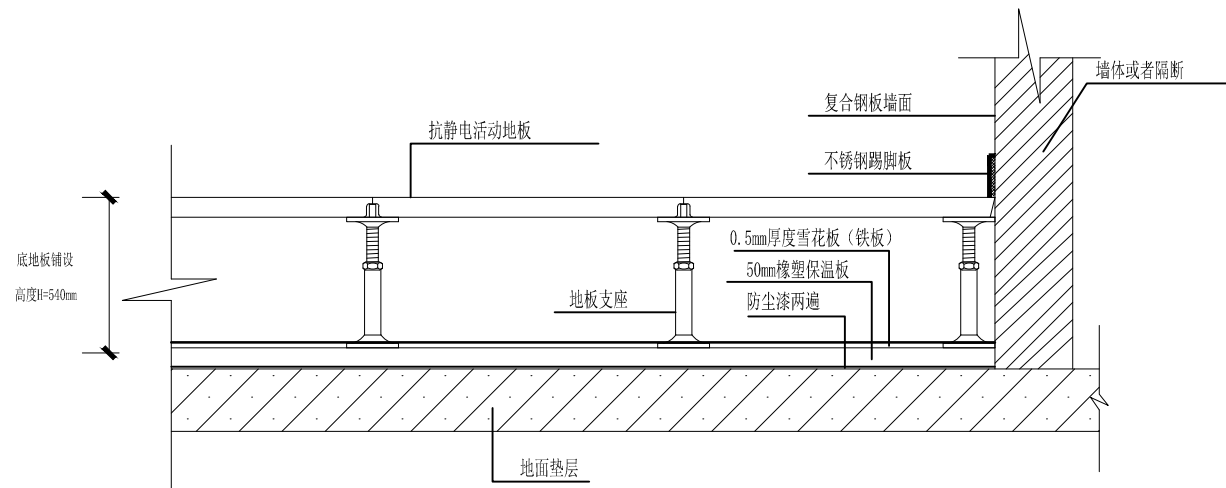 墙体或者隔断
复合钢板墙面
抗静电活动地板
不锈钢踢脚板
0.5mm厚度雪花板（铁板）
底地板铺设
高度H=540mm
50mm橡塑保温板
地板支座
防尘漆两遍
地面垫层